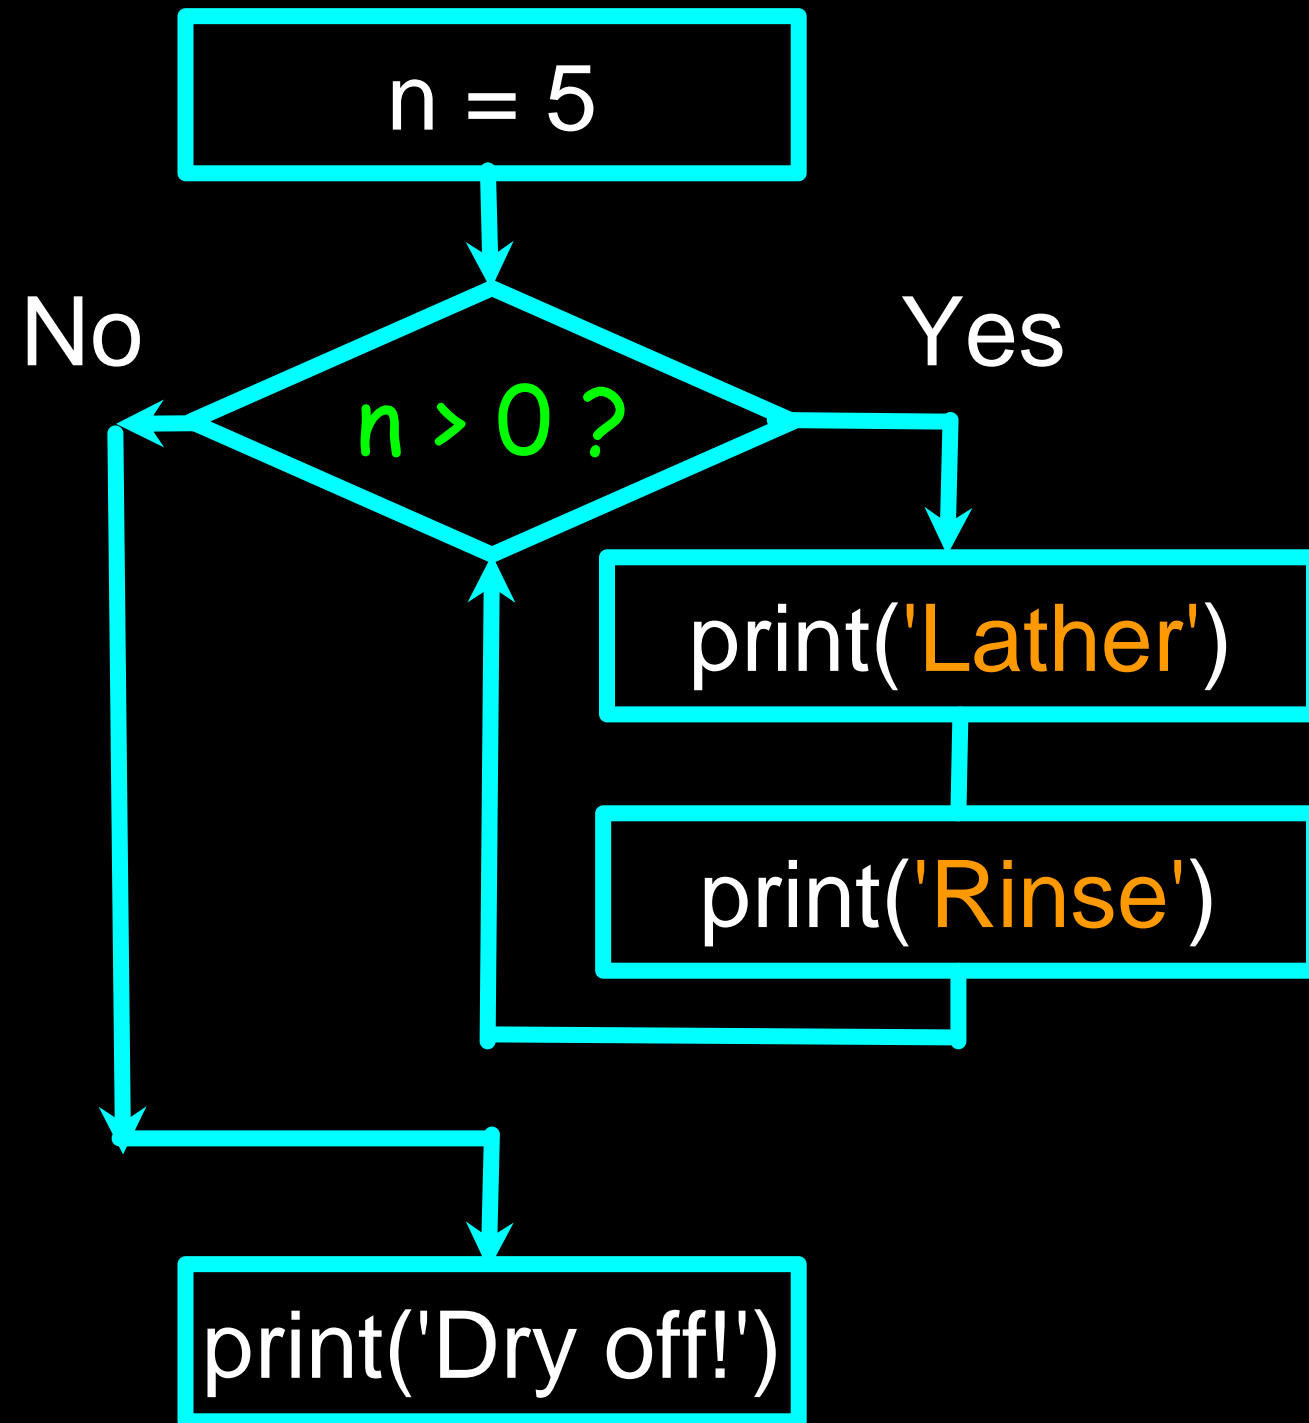 n = 5
No
Yes
n > 0 ?
print('Lather')
print('Rinse')
print('Dry off!')